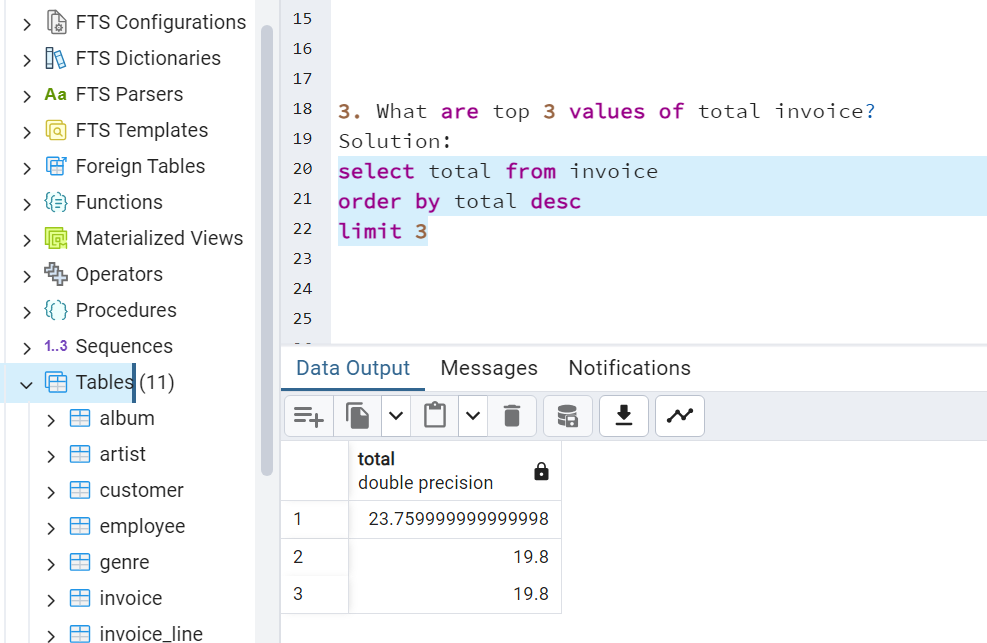 FTS Configurations
FTS Dictionaries
Aa FTS Parsers
FTS Templates
Foreign Tables
Functions
Materialized Views
Operators
Procedures
1..3 Sequences
Tables (11)
album
artist
customer
employee
genre
invoice
invoice_line
15
16
17
18 3. What are top 3 values of total invoice?
19 Solution:
20 select total from invoice
21 order by total desc
22 limit 3
23
24
25
Data Output Messages Notifications
total
double precision
1 23.759999999999998
2 19.8
3 19.8